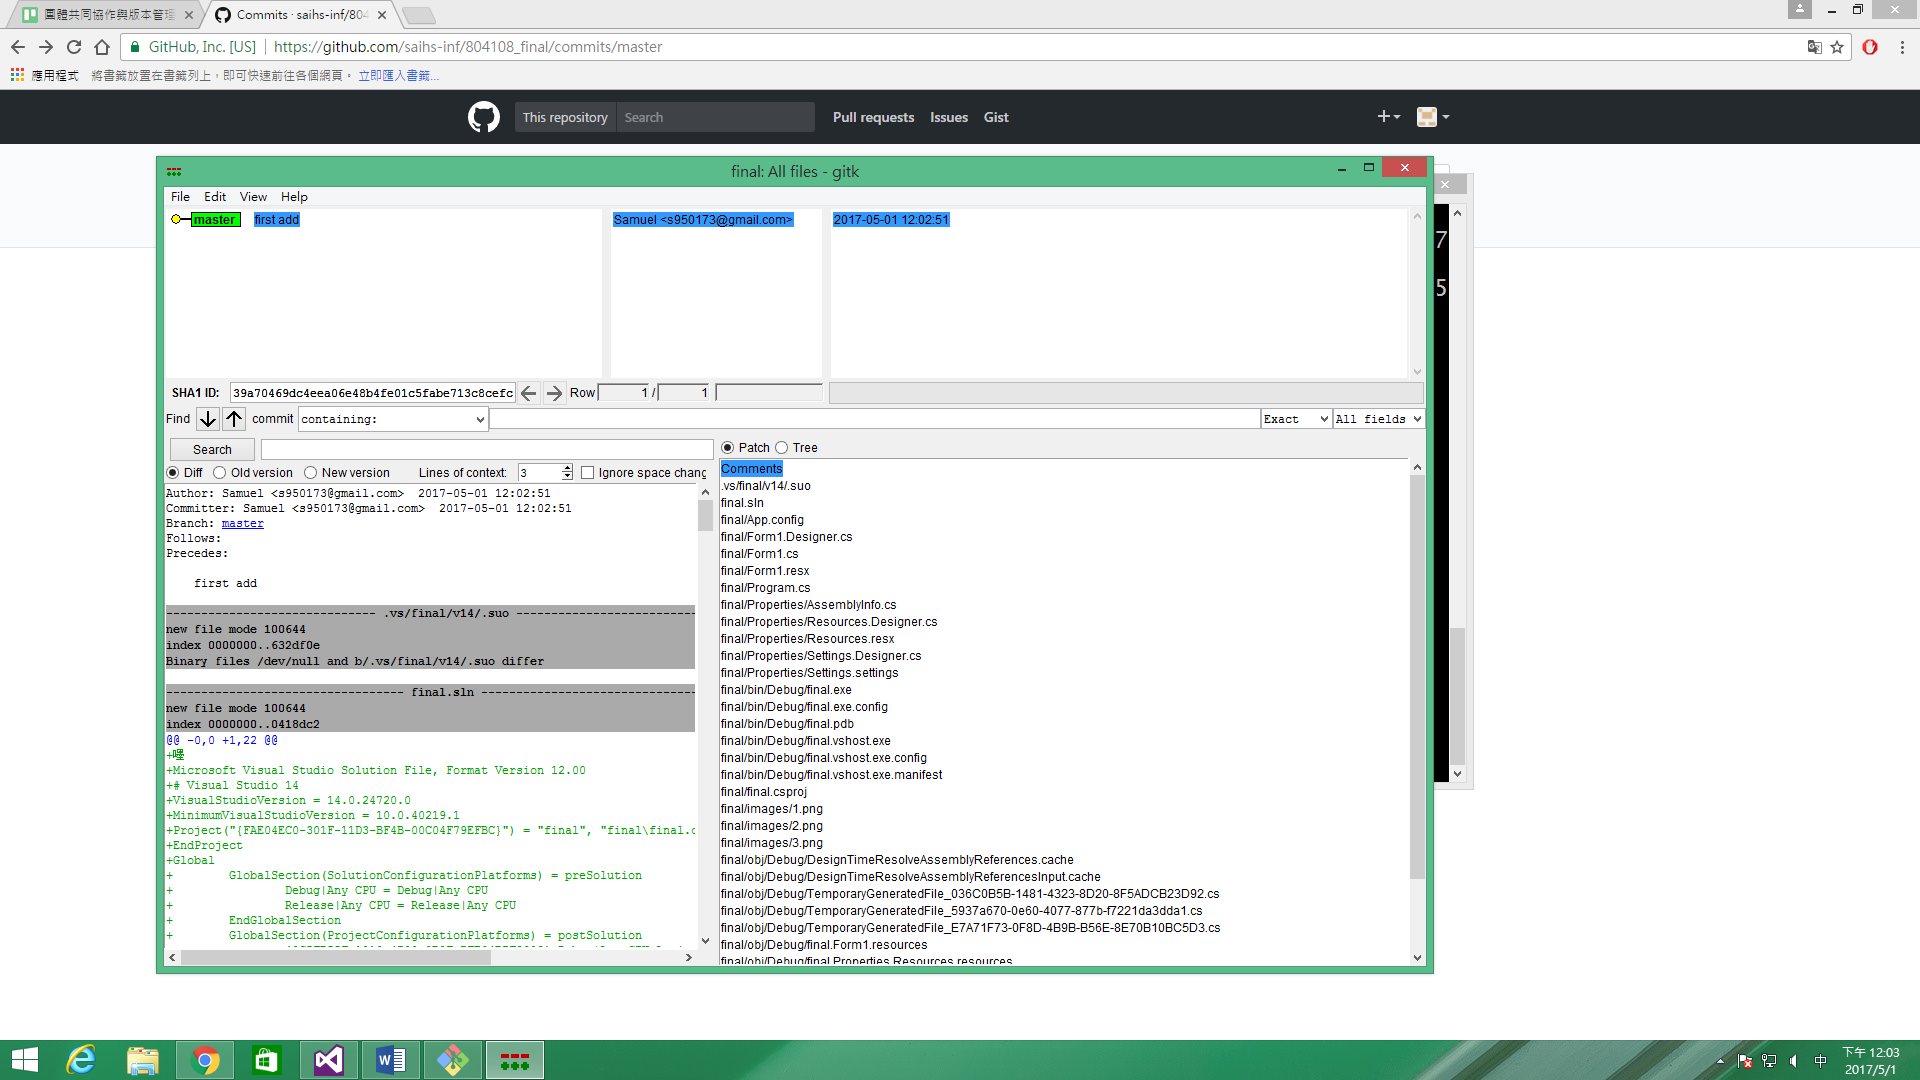 團體共同協作與版本管理
Commits · saihs-inf/804
GitHub, Inc. [US] | https://github.com/saihs-inf/804108_final/commits/master
應用程式 將書籤放置在書籤列上，即可快速前往各個網頁。 立即匯入書籤...
This repository Search Pull requests Issues Gist
final: All files - gitk
File Edit View Help
master first add Samuel <s950173@gmail.com> 2017-05-01 12:02:51
7
5
SHA1 ID: 39a70469dc4eea06e48b4fe01c5fabe713c8cefc Row 1 / 1
Find commit containing: Exact All fields
Search
Patch Tree
Diff Old version New version Lines of context: 3 Ignore space chang
Author: Samuel <s950173@gmail.com> 2017-05-01 12:02:51
Committer: Samuel <s950173@gmail.com> 2017-05-01 12:02:51
Branch: master
Follows:
Precedes:
first add
.vs/final/v14/.suo
new file mode 100644
index 0000000..632df0e
Binary files /dev/null and b/.vs/final/v14/.suo differ
final.sln
new file mode 100644
index 0000000..0418dc2
@@ -0,0 +1,22 @@
+
+Microsoft Visual Studio Solution File, Format Version 12.00
+# Visual Studio 14
+VisualStudioVersion = 14.0.24720.0
+MinimumVisualStudioVersion = 10.0.40219.1
+Project("{FAE04EC0-301F-11D3-BF4B-00C04F79EFBC}") = "final", "final\final.c
+EndProject
+Global
+ GlobalSection(SolutionConfigurationPlatforms) = preSolution
+ Debug|Any CPU = Debug|Any CPU
+ Release|Any CPU = Release|Any CPU
+ EndGlobalSection
+ GlobalSection(ProjectConfigurationPlatforms) = postSolution
Comments
.vs/final/v14/.suo
final.sln
final/App.config
final/Form1.Designer.cs
final/Form1.cs
final/Form1.resx
final/Program.cs
final/Properties/AssemblyInfo.cs
final/Properties/Resources.Designer.cs
final/Properties/Resources.resx
final/Properties/Settings.Designer.cs
final/Properties/Settings.settings
final/bin/Debug/final.exe
final/bin/Debug/final.exe.config
final/bin/Debug/final.pdb
final/bin/Debug/final.vshost.exe
final/bin/Debug/final.vshost.exe.config
final/bin/Debug/final.vshost.exe.manifest
final/final.csproj
final/images/1.png
final/images/2.png
final/images/3.png
final/obj/Debug/DesignTimeResolveAssemblyReferences.cache
final/obj/Debug/DesignTimeResolveAssemblyReferencesInput.cache
final/obj/Debug/TemporaryGeneratedFile_036C0B5B-1481-4323-8D20-8F5ADCB23D92.cs
final/obj/Debug/TemporaryGeneratedFile_5937a670-0e60-4077-877b-f7221da3dda1.cs
final/obj/Debug/TemporaryGeneratedFile_E7A71F73-0F8D-4B9B-B56E-8E70B10BC5D3.cs
final/obj/Debug/final.Form1.resources
final/obj/Debug/final.Properties.Resources.resources
中
下午 12:03
2017/5/1